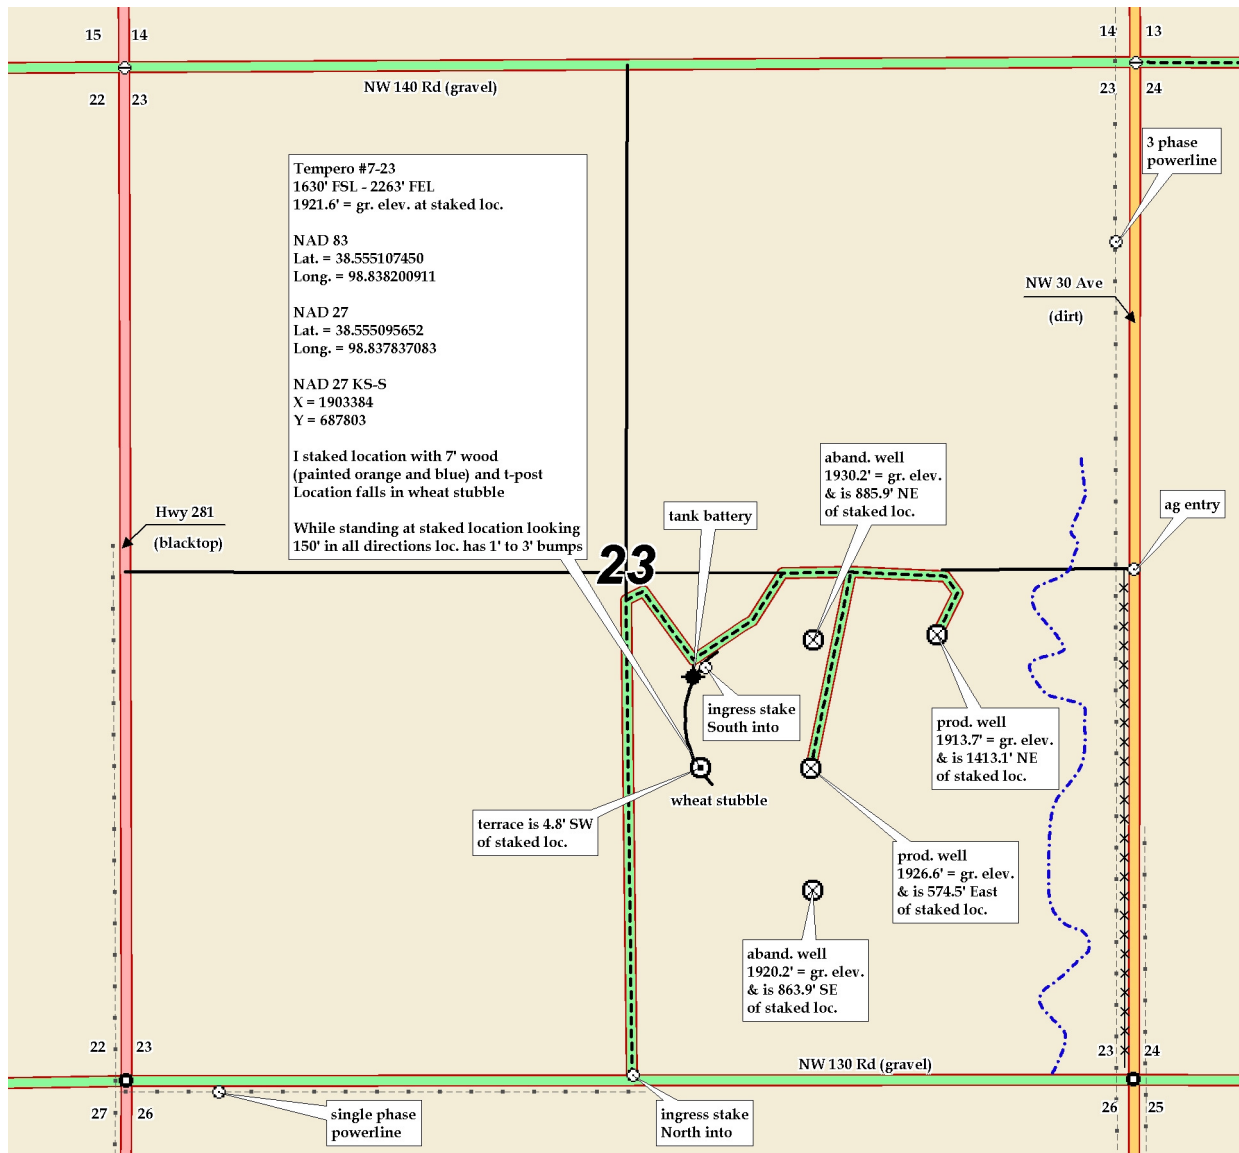 15
14
14
13
22
23
NW 140 Rd (gravel)
23
24
3 phase
powerline
Tempero #7-23
1630' FSL - 2263' FEL
1921.6' = gr. elev. at staked loc.
NAD 83
Lat. = 38.555107450
Long. = 98.838200911
NAD 27
Lat. = 38.555095652
Long. = 98.837837083
NAD 27 KS-S
X = 1903384
Y = 687803
I staked location with 7' wood
(painted orange and blue) and t-post
Location falls in wheat stubble
While standing at staked location looking
150' in all directions loc. has 1' to 3' bumps
NW 30 Ave
(dirt)
aband. well
1930.2' = gr. elev.
& is 885.9' NE
of staked loc.
Hwy 281
(blacktop)
tank battery
ag entry
23
ingress stake
South into
prod. well
1913.7' = gr. elev.
& is 1413.1' NE
of staked loc.
wheat stubble
terrace is 4.8' SW
of staked loc.
prod. well
1926.6' = gr. elev.
& is 574.5' East
of staked loc.
aband. well
1920.2' = gr. elev.
& is 863.9' SE
of staked loc.
22
23
NW 130 Rd (gravel)
23
24
27
26
single phase
powerline
ingress stake
North into
26
25